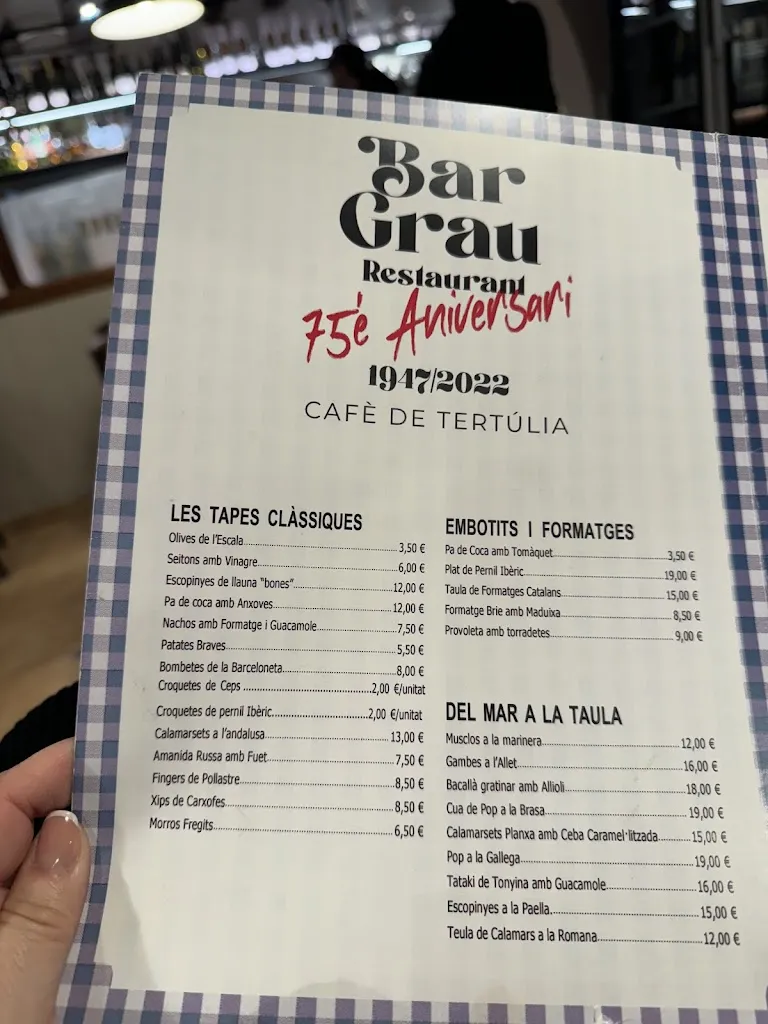 Bar
Grau
Restaurant
75è Aniversari
1947/2022
CAFÈ DE TERTÚLIA
LES TAPES CLÀSSIQUES
Olives de l'Escala 3,50 €
Seitons amb Vinagre 6,00 €
Escopinyes de llauna "bones" 12,00 €
Pa de coca amb Anxoves 12,00 €
Nachos amb Formatge i Guacamole 7,50 €
Patates Braves 5,50 €
Bombetes de la Barceloneta 8,00 €
Croquetes de Ceps 2,00 €/unitat
Croquetes de pernil Ibèric 2,00 €/unitat
Calamarsets a l'andalusa 13,00 €
Amanida Russa amb Fuet 7,50 €
Fingers de Pollastre 8,50 €
Xips de Carxofes 8,50 €
Morros Fregits 6,50 €
EMBOTITS I FORMATGES
Pa de Coca amb Tomàquet 3,50 €
Plat de Pernil Ibèric 19,00 €
Taula de Formatges Catalans 15,00 €
Formatge Brie amb Maduixa 8,50 €
Provoleta amb torradetes 9,00 €
DEL MAR A LA TAULA
Musclos a la marinera 12,00 €
Gambes a l'Allet 16,00 €
Bacallà gratinar amb Allioli 18,00 €
Cua de Pop a la Brasa 19,00 €
Calamarsets Planxa amb Ceba Caramel·litzada 15,00 €
Pop a la Gallega 19,00 €
Tataki de Tonyina amb Guacamole 16,00 €
Escopinyes a la Paella 15,00 €
Teula de Calamars a la Romana 12,00 €